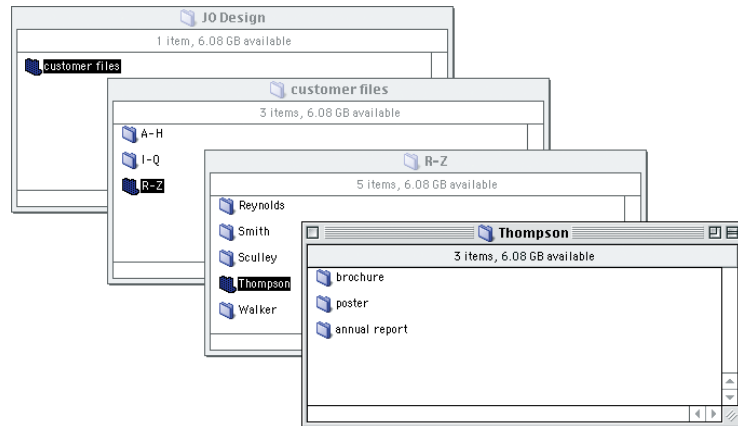 JO Design
1 item, 6.08 GB available
customer files
customer files
3 items, 6.08 GB available
A-H
I-Q
R-Z
R-Z
5 items, 6.08 GB available
Reynolds
Smith
Sculley
Thompson
Walker
Thompson
3 items, 6.08 GB available
brochure
poster
annual report